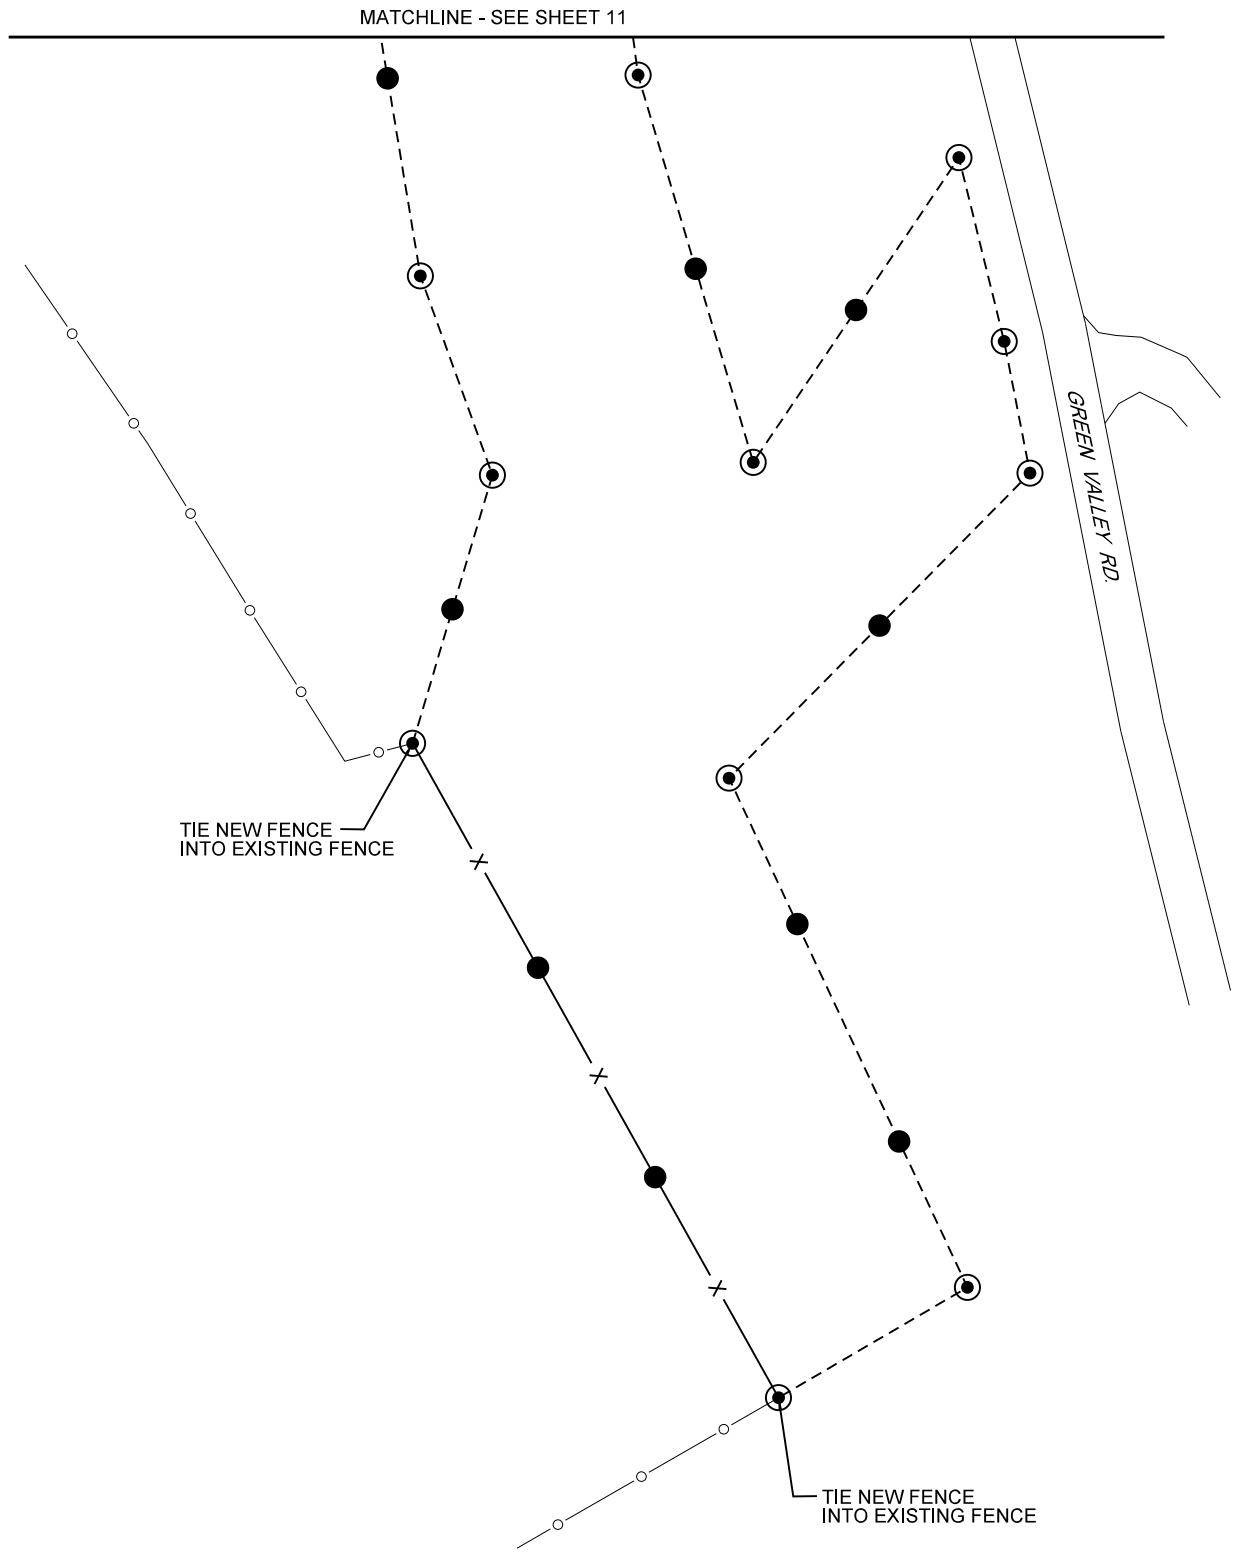 MATCHLINE - SEE SHEET 11
GREEN VALLEY RD.
TIE NEW FENCE
INTO EXISTING FENCE
TIE NEW FENCE
INTO EXISTING FENCE